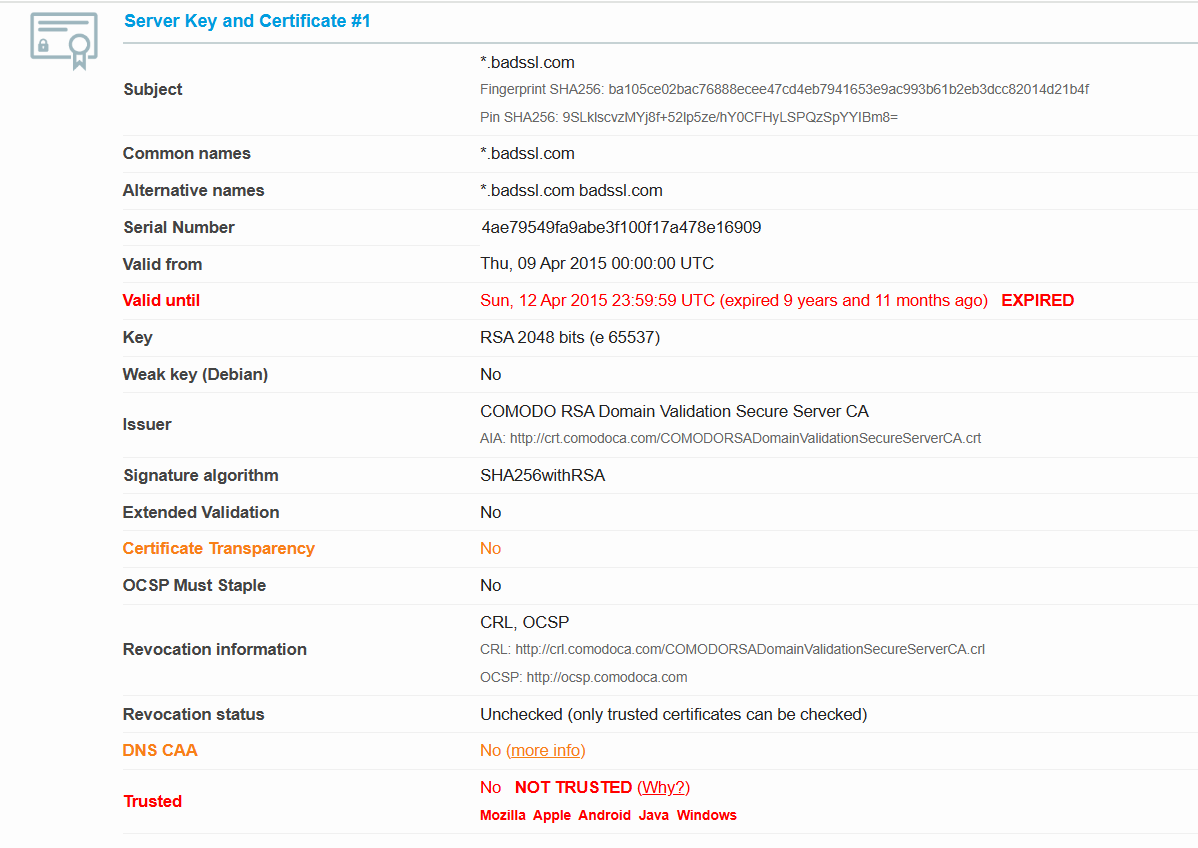 Server Key and Certificate #1
Subject
*.badssl.com
Fingerprint SHA256: ba105ce02bac76888ecee47cd4eb7941653e9ac993b61b2eb3dcc82014d21b4f
Pin SHA256: 9SLklscvzMYj8f+52lp5ze/hY0CFHyLSPQzSpYYIBm8=
Common names *.badssl.com
Alternative names *.badssl.com badssl.com
Serial Number 4ae79549fa9abe3f100f17a478e16909
Valid from Thu, 09 Apr 2015 00:00:00 UTC
Valid until Sun, 12 Apr 2015 23:59:59 UTC (expired 9 years and 11 months ago) EXPIRED
Key RSA 2048 bits (e 65537)
Weak key (Debian) No
Issuer
COMODO RSA Domain Validation Secure Server CA
AIA: http://crt.comodoca.com/COMODORSADomainValidationSecureServerCA.crt
Signature algorithm SHA256withRSA
Extended Validation No
Certificate Transparency No
OCSP Must Staple No
Revocation information
CRL, OCSP
CRL: http://crl.comodoca.com/COMODORSADomainValidationSecureServerCA.crl
OCSP: http://ocsp.comodoca.com
Revocation status Unchecked (only trusted certificates can be checked)
DNS CAA No (more info)
Trusted
No NOT TRUSTED (Why?)
Mozilla Apple Android Java Windows